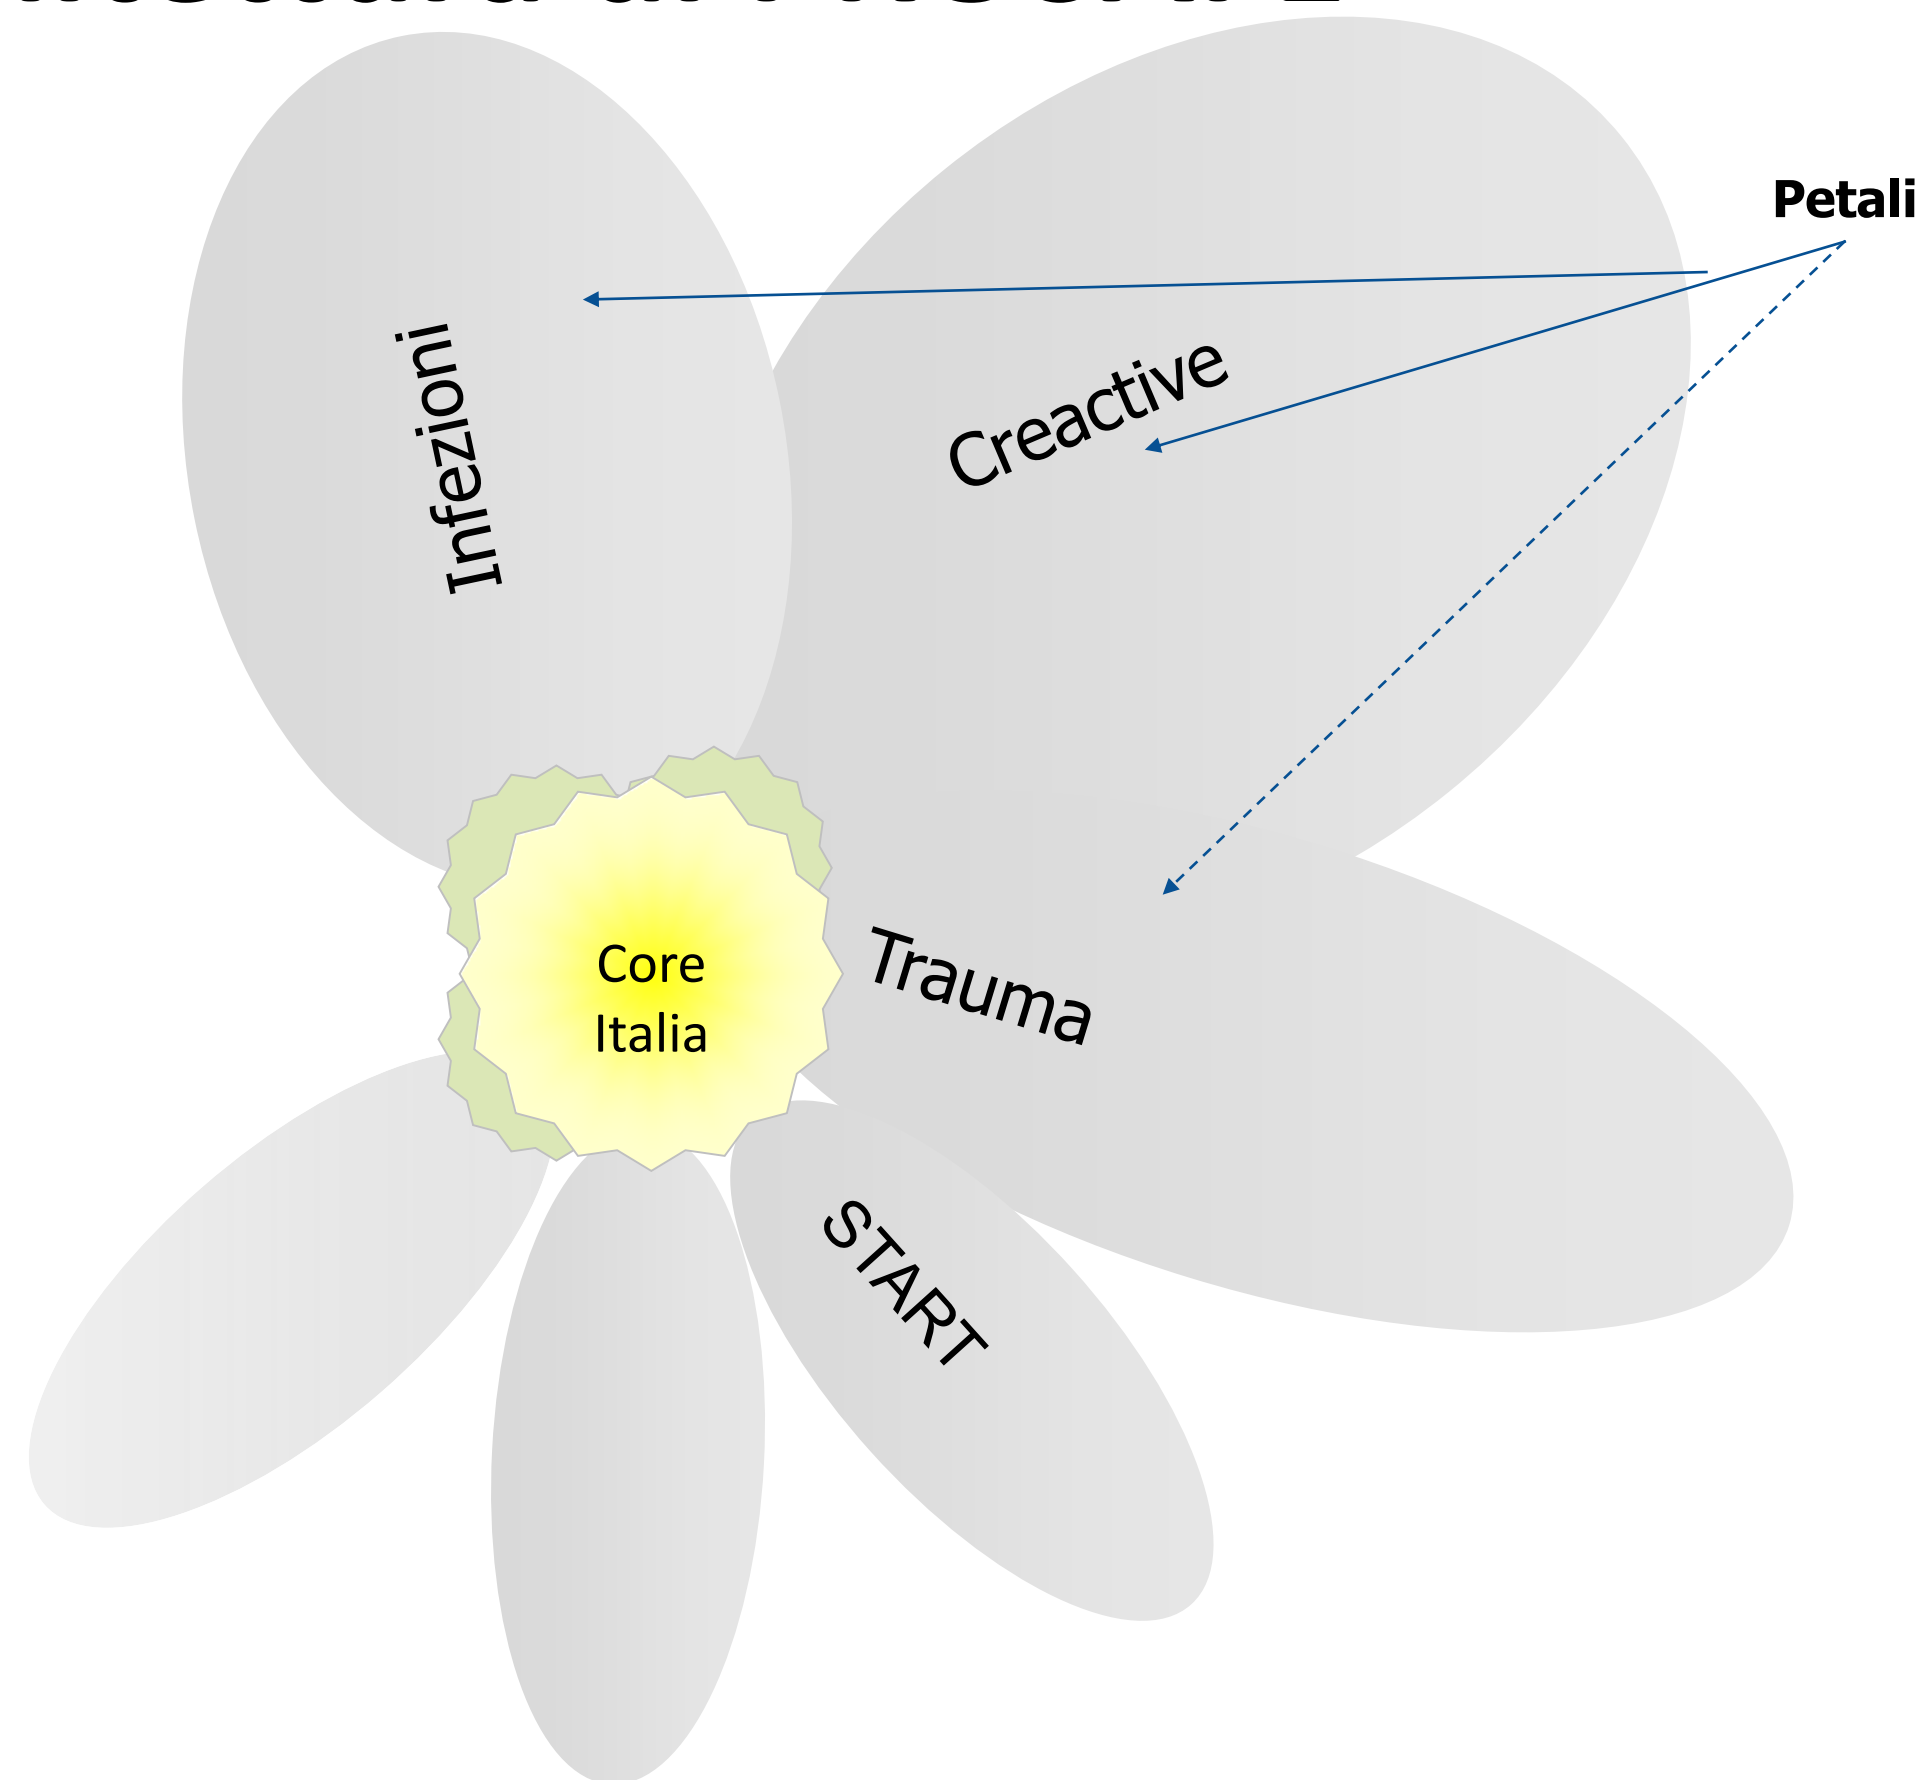 Petali
Infezioni
Creactive
Core
Italia
Trauma
START